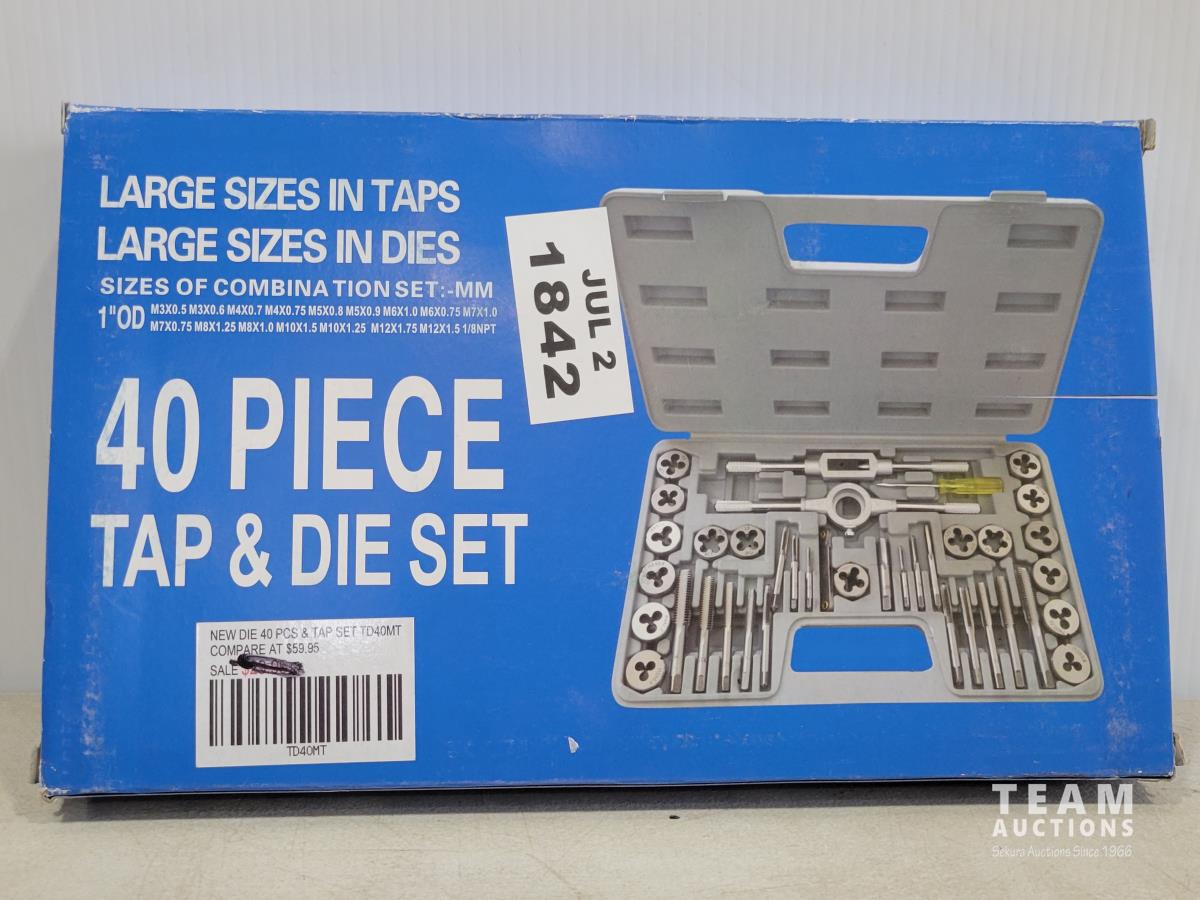 LARGE SIZES IN TAPS
LARGE SIZES IN DIES
SIZES OF COMBINATION SET:-MM
1"OD M3X0.5 M3X0.6 M4X0.7 M4X0.75 M5X0.8 M5X0.9 M6X1.0 M6X0.75 M7X1.0
M7X0.75 M8X1.25 M8X1.0 M10X1.5 M10X1.25 M12X1.75 M12X1.5 1/8NPT
40 PIECE
TAP & DIE SET
JUL 2
1842
NEW DIE 40 PCS & TAP SET TD40MT
COMPARE AT $59.95
SALE
TD40MT
TEAM
AUCTIONS
Sekura Auctions Since 1966